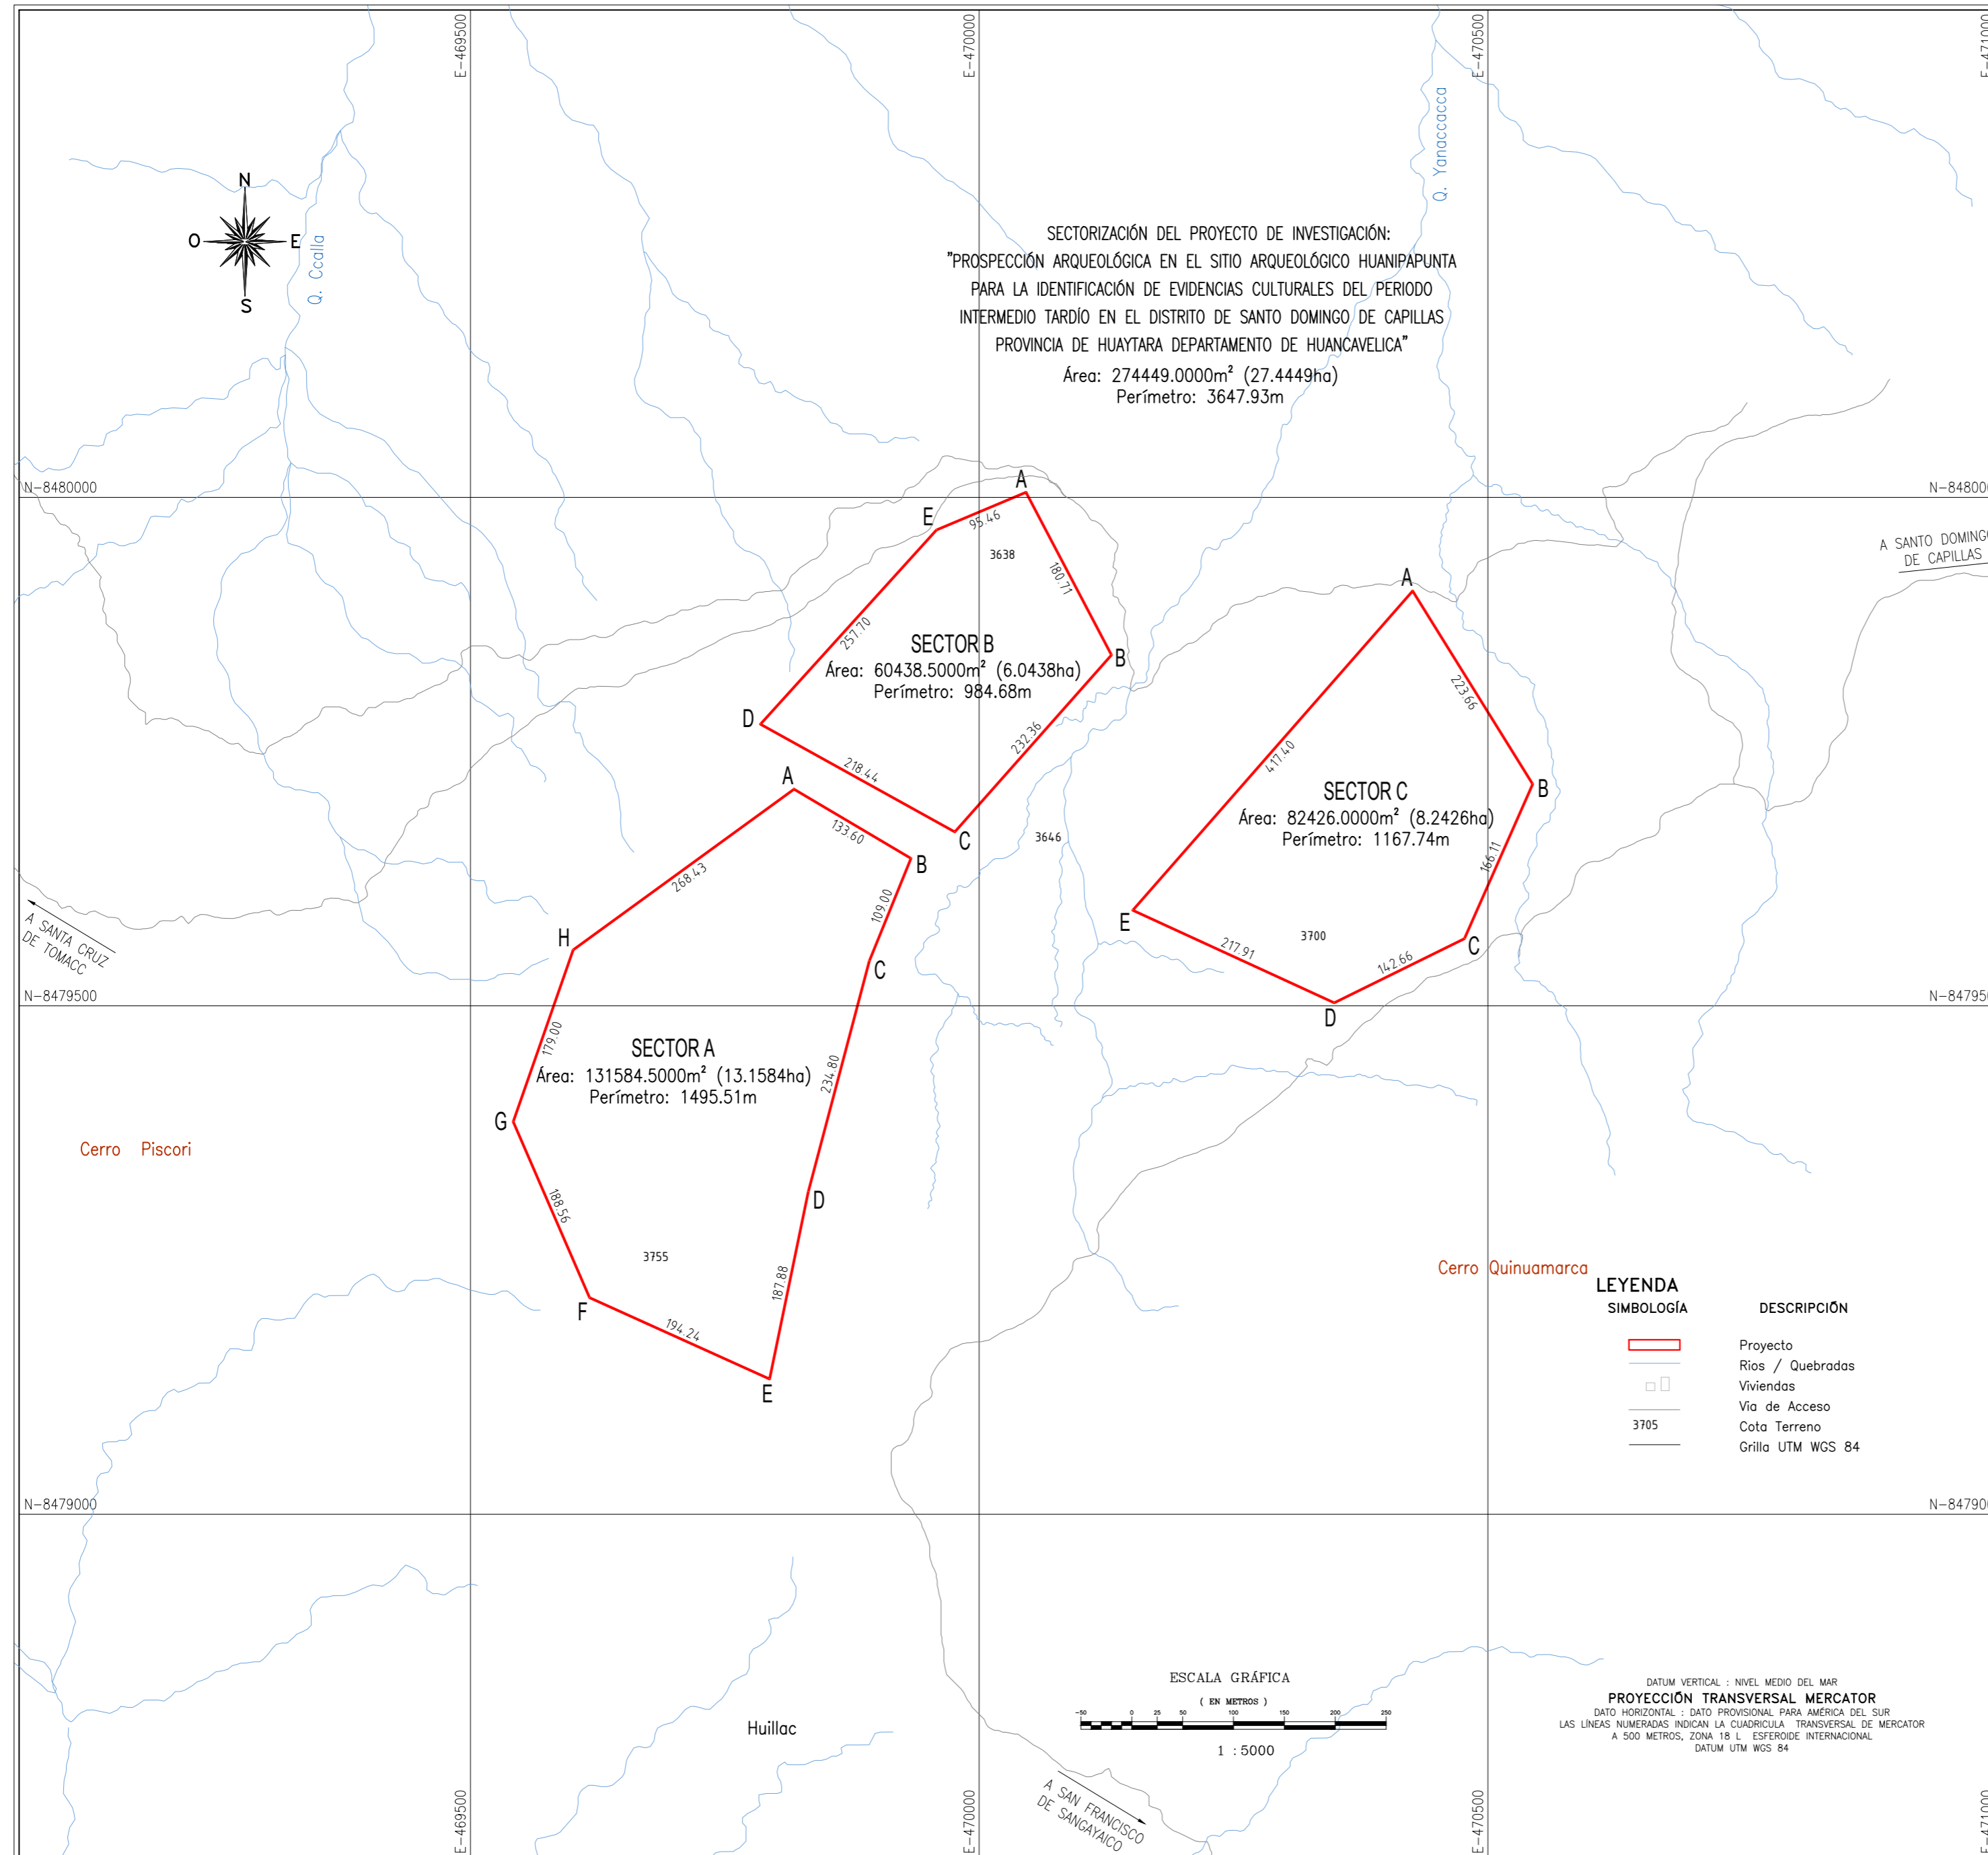 E-469500
E-470000
E-470500
E-471000
Q. Yanaccacca
N
O
E
S
Q. Ccalla
SECTORIZACIÓN DEL PROYECTO DE INVESTIGACIÓN:
"PROSPECCIÓN ARQUEOLÓGICA EN EL SITIO ARQUEOLÓGICO HUANIPAPUNTA
PARA LA IDENTIFICACIÓN DE EVIDENCIAS CULTURALES DEL PERIODO
INTERMEDIO TARDÍO EN EL DISTRITO DE SANTO DOMINGO DE CAPILLAS
PROVINCIA DE HUAYTARA DEPARTAMENTO DE HUANCAVELICA"
Área: 274449.0000m² (27.4449ha)
Perímetro: 3647.93m
N-8480000
N-848000
A SANTO DOMINGO
DE CAPILLAS
A
E
95.46
3638
180.71
257.70
SECTOR B
Área: 60438.5000m² (6.0438ha)
Perímetro: 984.68m
B
D
232.36
218.44
C
A
223.66
417.40
SECTOR C
Área: 82426.0000m² (8.2426ha)
Perímetro: 1167.74m
B
166.11
E
3700
217.91
142.66
C
D
3646
A
133.60
B
268.43
109.00
H
C
179.00
234.80
SECTOR A
Área: 131584.5000m² (13.1584ha)
Perímetro: 1495.51m
G
D
188.56
3755
187.88
F
194.24
E
A SANTA CRUZ
DE TOMACC
N-8479500
N-847950
Cerro Piscori
Cerro Quinuamarca
LEYENDA
SIMBOLOGÍA DESCRIPCIÓN
Proyecto
Rios / Quebradas
Viviendas
Via de Acceso
3705 Cota Terreno
Grilla UTM WGS 84
N-8479000
N-847900
Huillac
ESCALA GRÁFICA
( EN METROS )
-50 0 25 50 100 150 200 250
1 : 5000
A SAN FRANCISCO
DE SANGAYAICO
DATUM VERTICAL : NIVEL MEDIO DEL MAR
PROYECCIÓN TRANSVERSAL MERCATOR
DATO HORIZONTAL : DATO PROVISIONAL PARA AMÉRICA DEL SUR
LAS LÍNEAS NUMERADAS INDICAN LA CUADRICULA TRANSVERSAL DE MERCATOR
A 500 METROS, ZONA 18 L ESFEROIDE INTERNACIONAL
DATUM UTM WGS 84
E-469500
E-470000
E-470500
E-471000